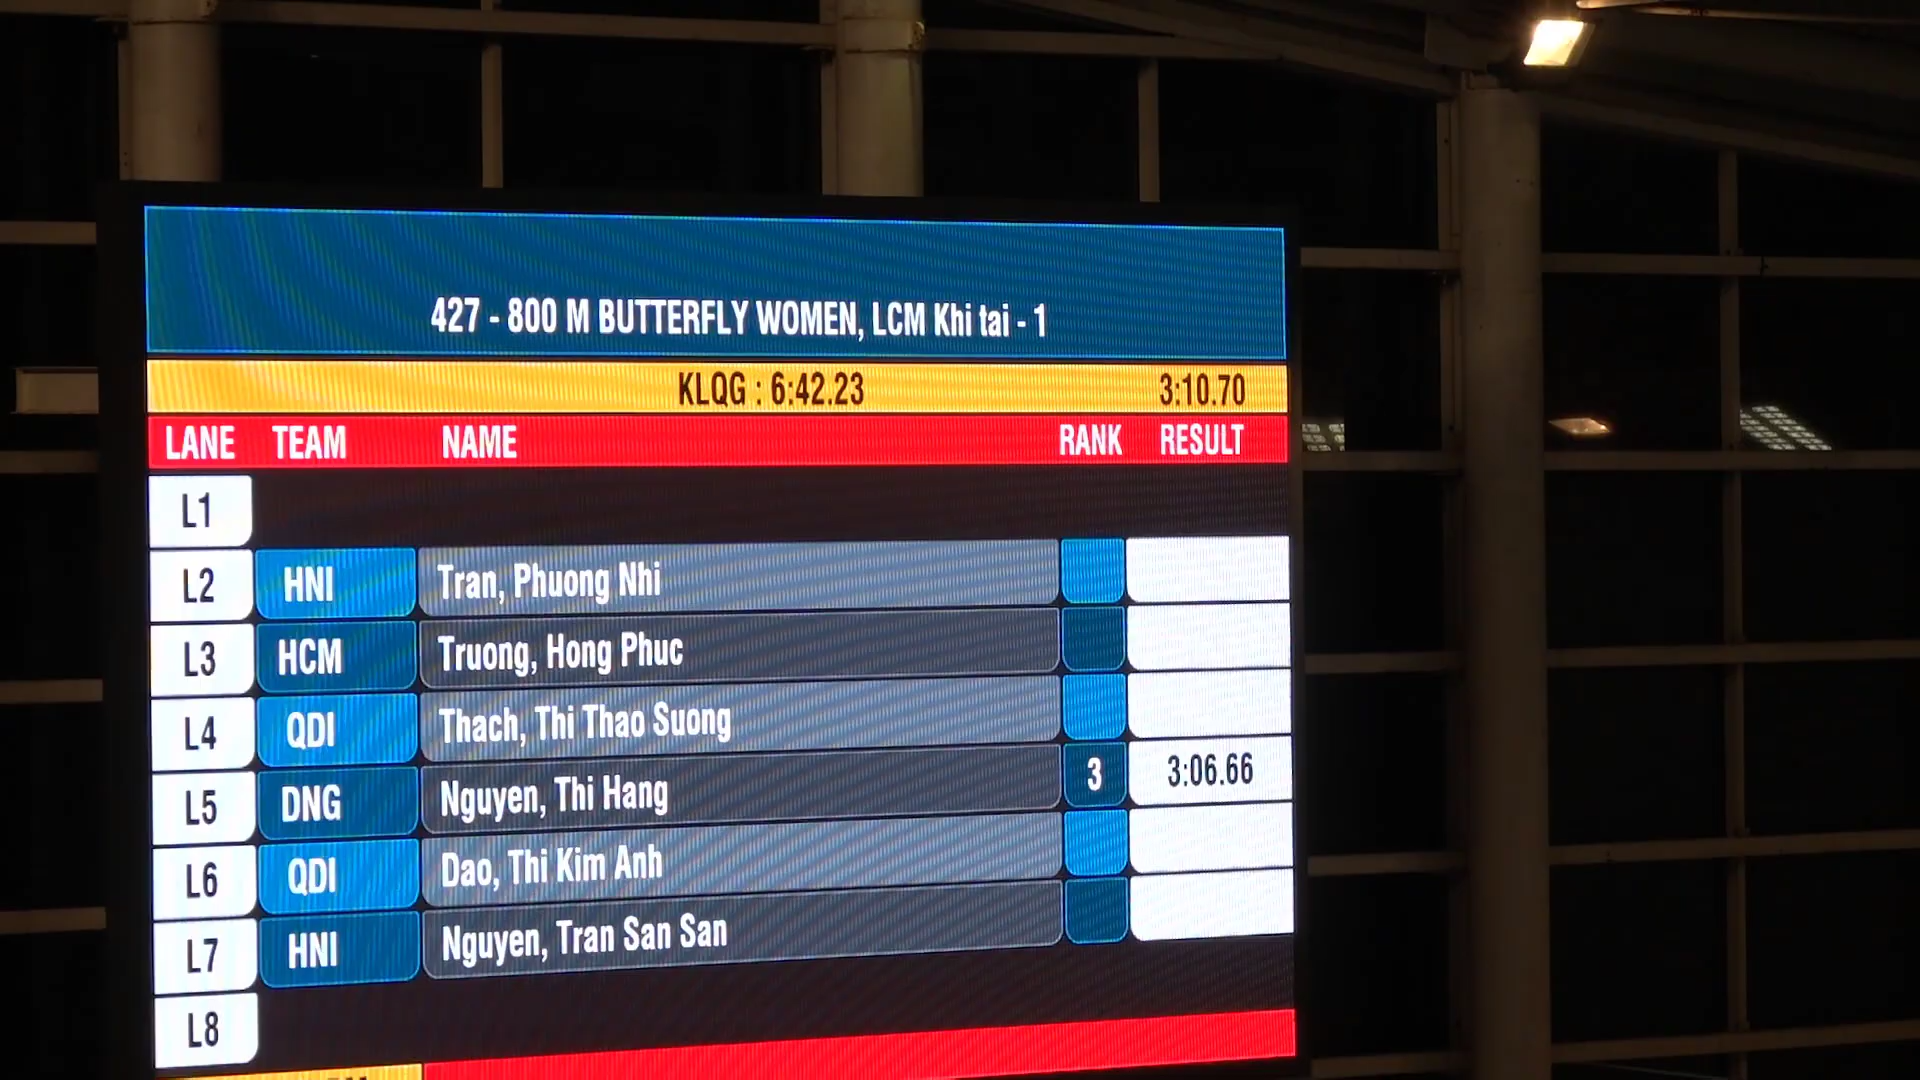 427 - 800 M BUTTERFLY WOMEN, LCM Khi tai - 1
KLQG : 6:42.23 3:10.70
LANE TEAM NAME RANK RESULT
L1
L2 HNI Tran, Phuong Nhi
L3 HCM Truong, Hong Phuc
L4 QDI Thach, Thi Thao Suong
L5 DNG Nguyen, Thi Hang 3 3:06.66
L6 QDI Dao, Thi Kim Anh
L7 HNI Nguyen, Tran San San
L8